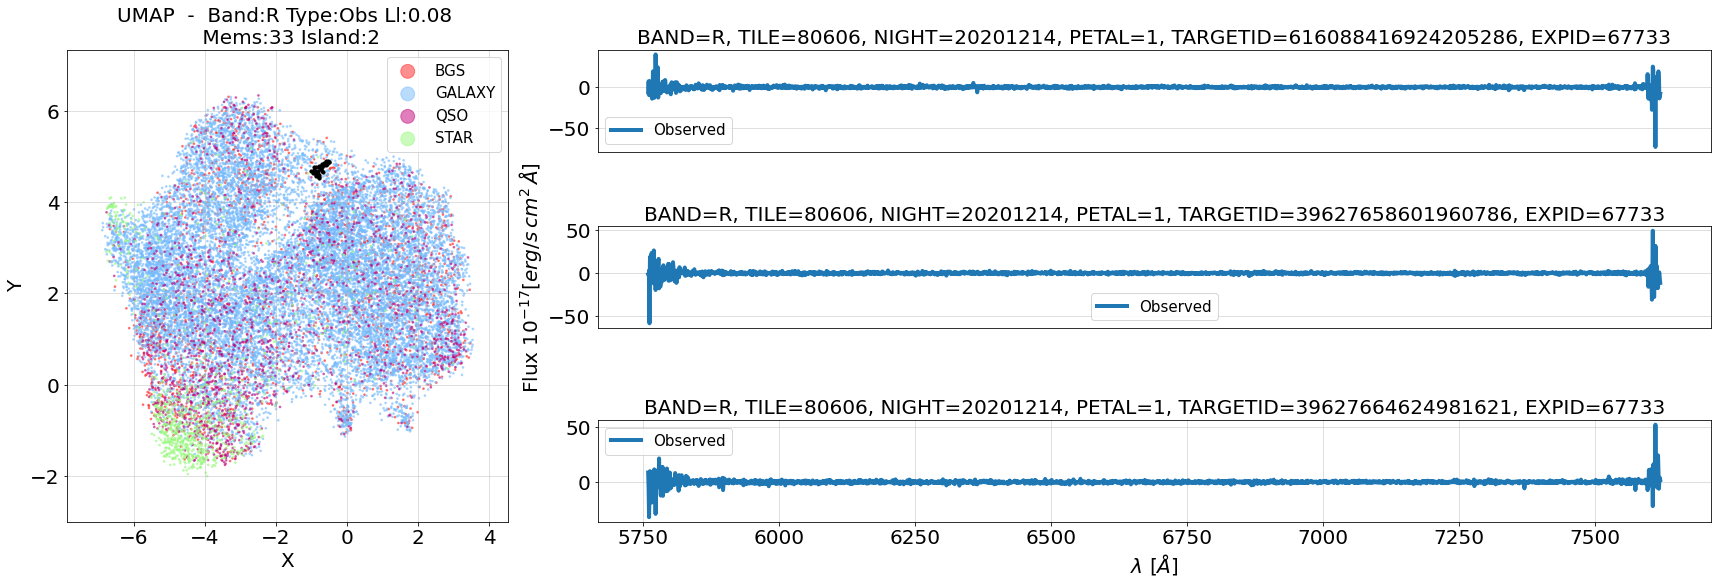 UMAP - Band:R Type:Obs Ll:0.08
Mems:33 Island:2
BGS
GALAXY
QSO
STAR
6
4
2
0
−2
Y
−6
−4
−2
0
2
4
X
Flux 10⁻¹⁷[erg/s cm² Å]
BAND=R, TILE=80606, NIGHT=20201214, PETAL=1, TARGETID=616088416924205286, EXPID=67733
0
−50
Observed
BAND=R, TILE=80606, NIGHT=20201214, PETAL=1, TARGETID=39627658601960786, EXPID=67733
50
0
−50
Observed
BAND=R, TILE=80606, NIGHT=20201214, PETAL=1, TARGETID=39627664624981621, EXPID=67733
50
0
Observed
5750
6000
6250
6500
6750
7000
7250
7500
λ [Å]